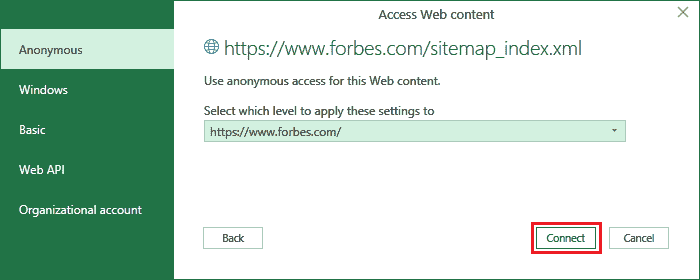 Access Web content
Anonymous
Windows
Basic
Web API
Organizational account
https://www.forbes.com/sitemap_index.xml
Use anonymous access for this Web content.
Select which level to apply these settings to
https://www.forbes.com/
Back
Connect
Cancel